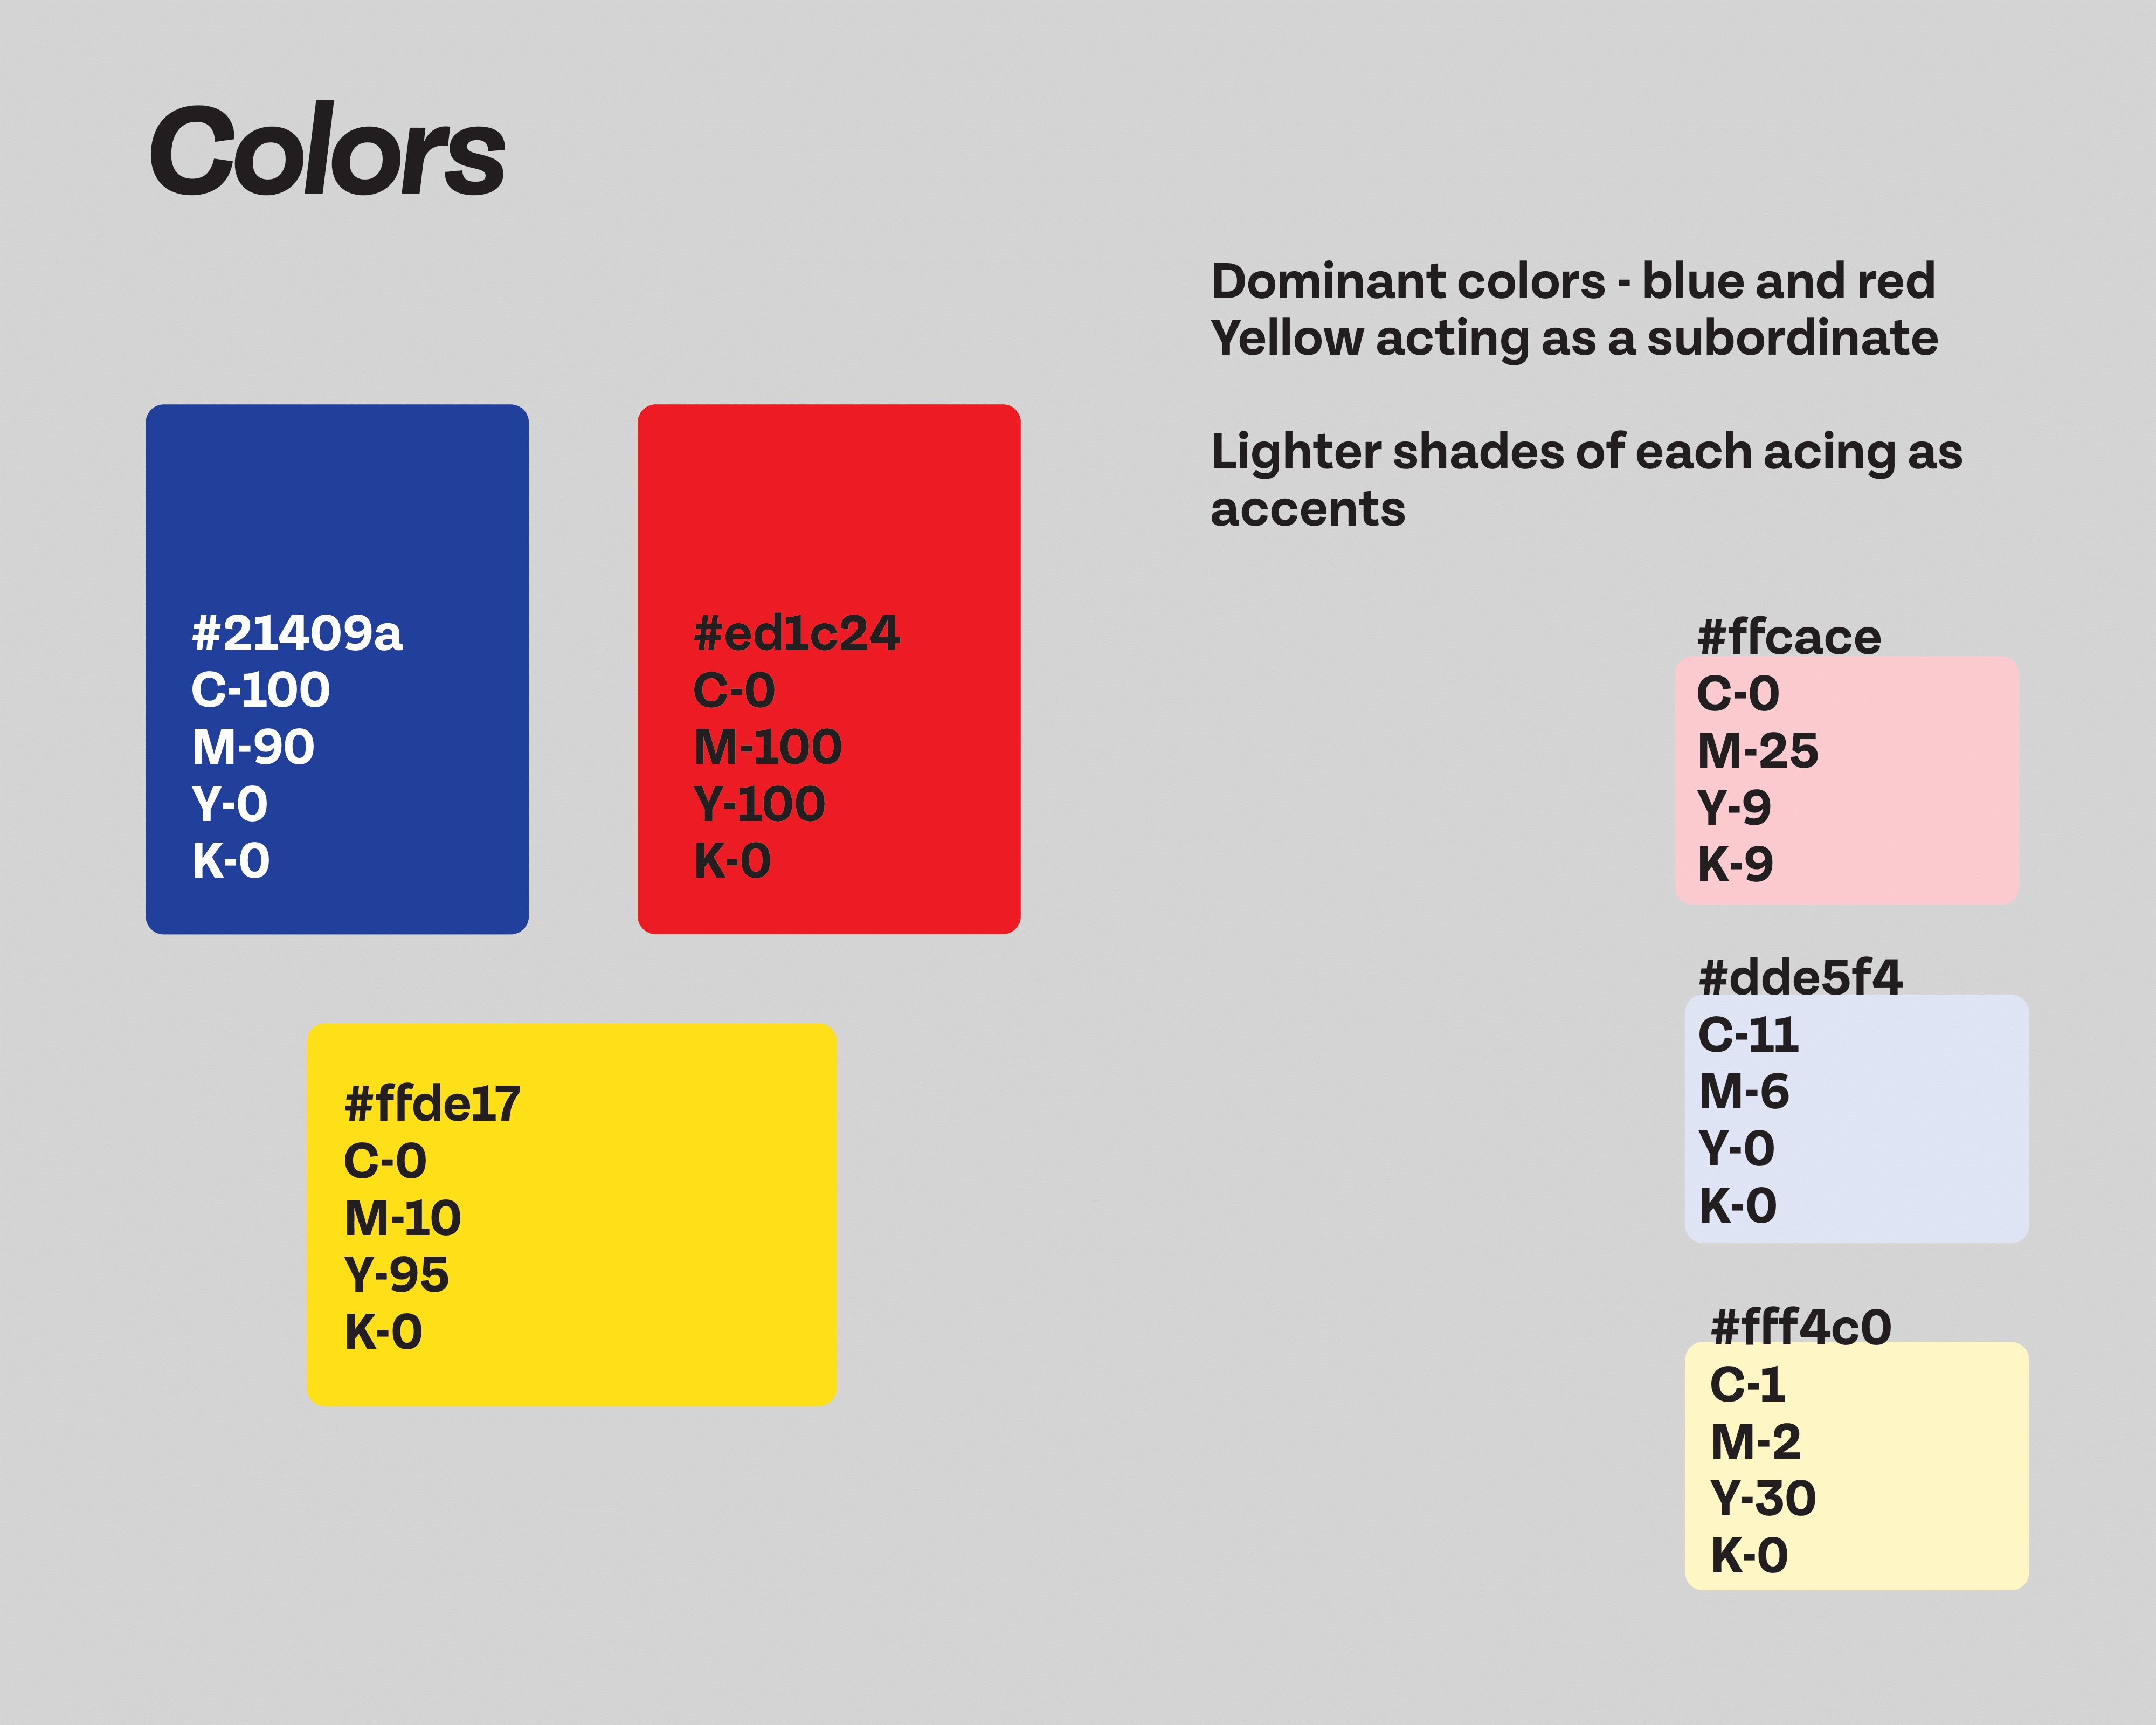 Colors
Dominant colors - blue and red
Yellow acting as a subordinate
Lighter shades of each acing as
accents
#21409a
C-100
M-90
Y-0
K-0
#ed1c24
C-0
M-100
Y-100
K-0
#ffde17
C-0
M-10
Y-95
K-0
#ffcace
C-0
M-25
Y-9
K-9
#dde5f4
C-11
M-6
Y-0
K-0
#fff4c0
C-1
M-2
Y-30
K-0